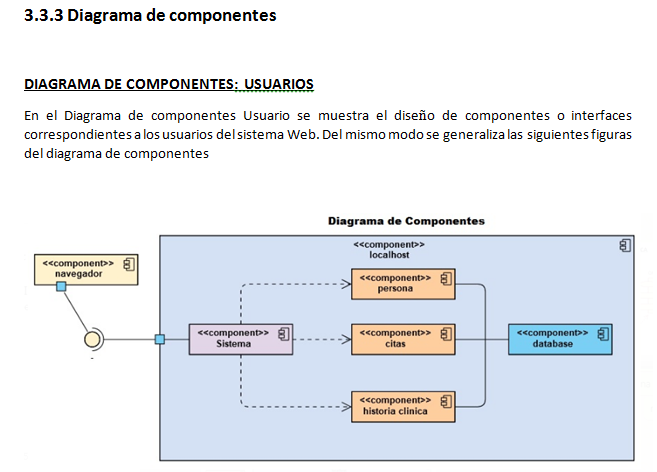 3.3.3 Diagrama de componentes
DIAGRAMA DE COMPONENTES: USUARIOS
En el Diagrama de componentes Usuario se muestra el diseño de componentes o interfaces
correspondientes a los usuarios del sistema Web. Del mismo modo se generaliza las siguientes figuras
del diagrama de componentes
Diagrama de Componentes
<<component>>
localhost
<<component>>
navegador
<<component>>
persona
<<component>>
Sistema
<<component>>
citas
<<component>>
database
<<component>>
historia clinica